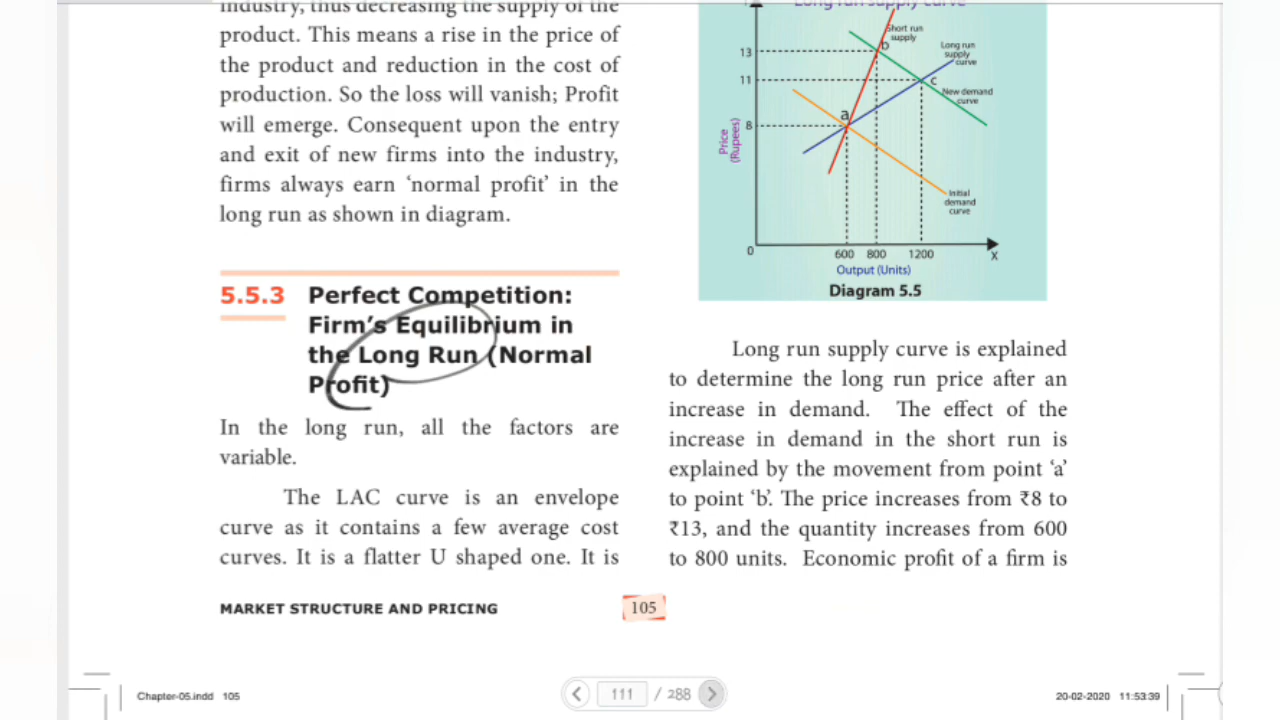 industry, thus decreasing the supply of the
product. This means a rise in the price of
the product and reduction in the cost of
production. So the loss will vanish; Profit
will emerge. Consequent upon the entry
and exit of new firms into the industry,
firms always earn ‘normal profit’ in the
long run as shown in diagram.
5.5.3 Perfect Competition:
Firm’s Equilibrium in
the Long Run (Normal
Profit)
In the long run, all the factors are
variable.
The LAC curve is an envelope
curve as it contains a few average cost
curves. It is a flatter U shaped one. It is
Long run supply curve
Short run
supply
b
Long run
supply
curve
13
11
c
New demand
curve
a
8
Price
(Rupees)
Initial
demand
curve
0
600 800 1200
X
Output (Units)
Diagram 5.5
Long run supply curve is explained
to determine the long run price after an
increase in demand. The effect of the
increase in demand in the short run is
explained by the movement from point ‘a’
to point ‘b’. The price increases from ₹8 to
₹13, and the quantity increases from 600
to 800 units. Economic profit of a firm is
MARKET STRUCTURE AND PRICING
105
Chapter-05.indd 105
111 / 288
20-02-2020 11:53:39